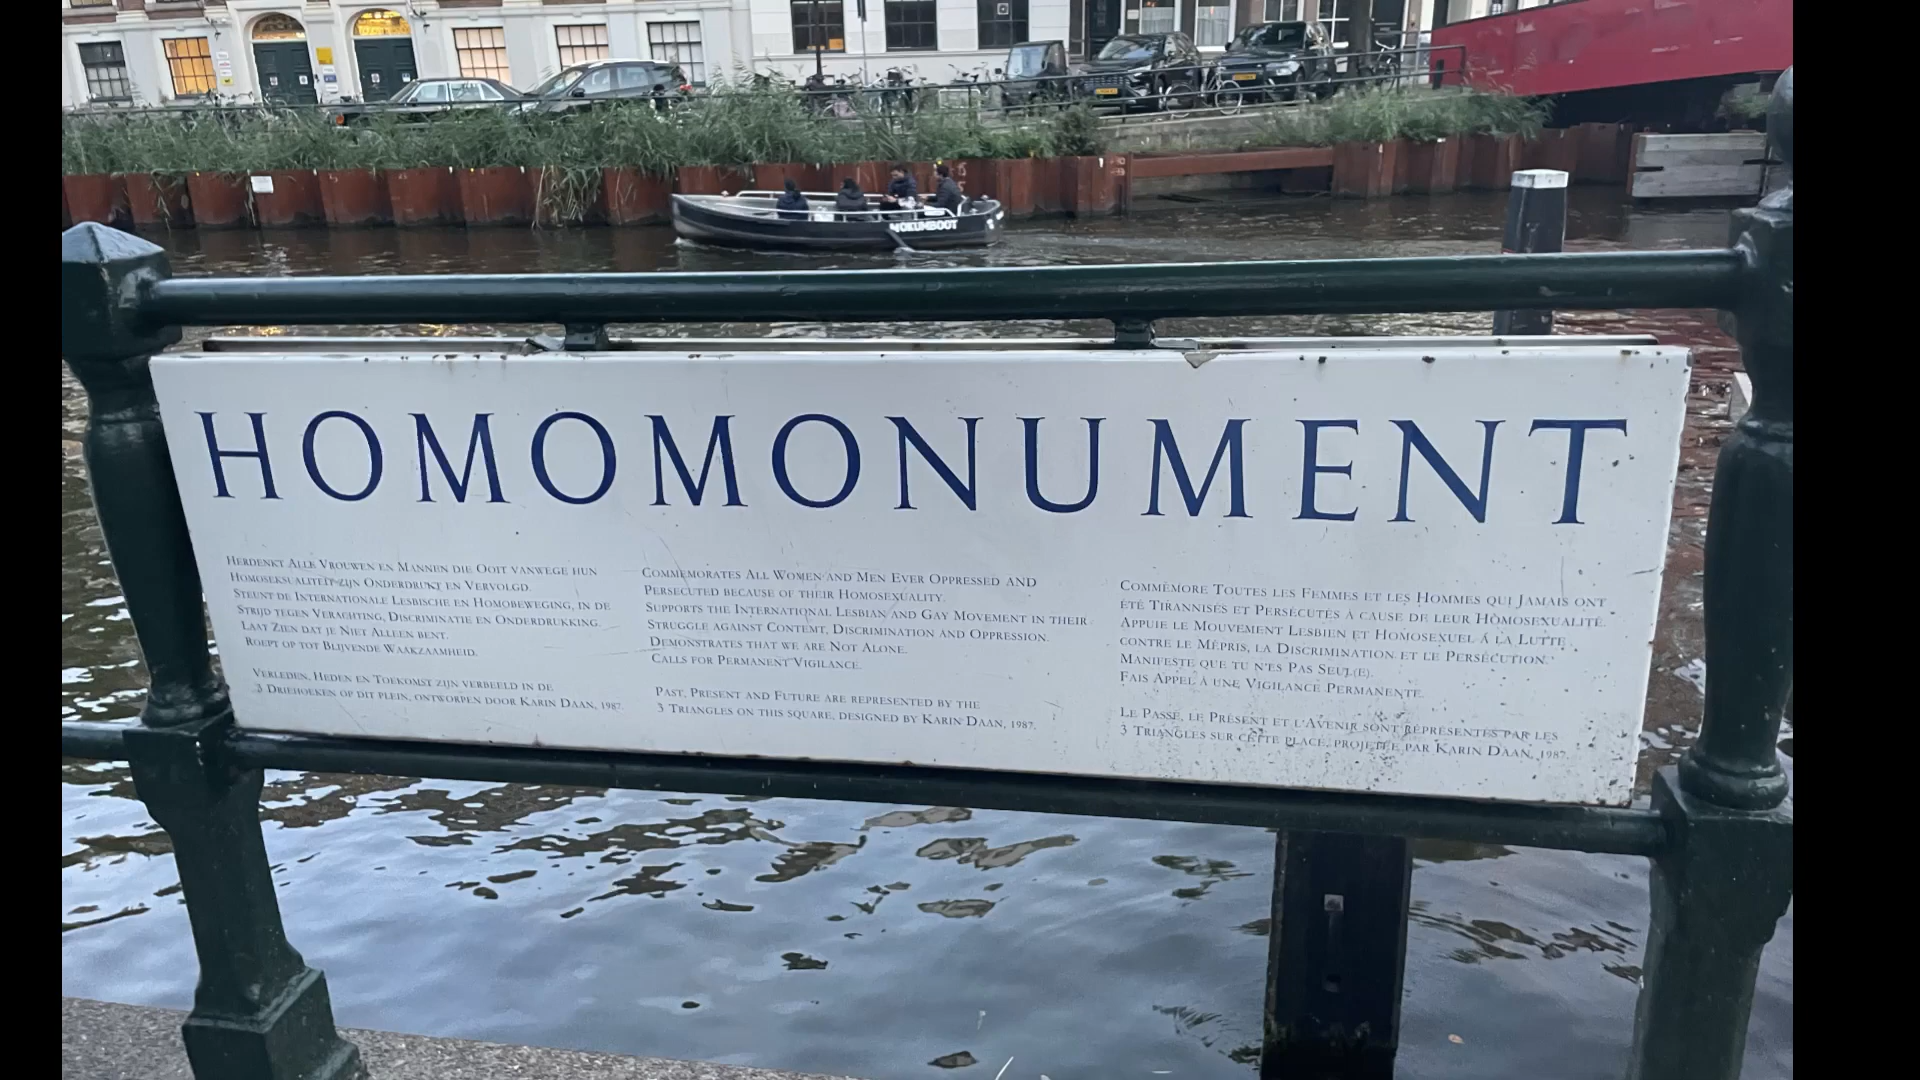 MOKUMBOOT
HOMOMONUMENT
HERDENKT ALLE VROUWEN EN MANNEN DIE OOIT VANWEGE HUN
HOMOSEKSUALITEIT ZIJN ONDERDRUKT EN VERVOLGD.
STEUNT DE INTERNATIONALE LESBISCHE EN HOMOBEWEGING, IN DE
STRIJD TEGEN VERACHTING, DISCRIMINATIE EN ONDERDRUKKING.
LAAT ZIEN DAT JE NIET ALLEEN BENT.
ROEPT OP TOT BLIJVENDE WAAKZAAMHEID.
VERLEDEN, HEDEN EN TOEKOMST ZIJN VERBEELD IN DE
3 DRIEHOEKEN OP DIT PLEIN, ONTWORPEN DOOR KARIN DAAN, 1987.
COMMEMORATES ALL WOMEN AND MEN EVER OPPRESSED AND
PERSECUTED BECAUSE OF THEIR HOMOSEXUALITY.
SUPPORTS THE INTERNATIONAL LESBIAN AND GAY MOVEMENT IN THEIR
STRUGGLE AGAINST CONTEMT, DISCRIMINATION AND OPPRESSION.
DEMONSTRATES THAT WE ARE NOT ALONE.
CALLS FOR PERMANENT VIGILANCE.
PAST, PRESENT AND FUTURE ARE REPRESENTED BY THE
3 TRIANGLES ON THIS SQUARE, DESIGNED BY KARIN DAAN, 1987.
COMMÉMORE TOUTES LES FEMMES ET LES HOMMES QUI JAMAIS ONT
ÉTÉ TIRANNISÉS ET PERSÉCUTÉS À CAUSE DE LEUR HOMOSEXUALITÉ.
APPUIE LE MOUVEMENT LESBIEN ET HOMOSEXUEL Á LA LUTTE
CONTRE LE MÉPRIS, LA DISCRIMINATION ET LE PERSÉCUTION.
MANIFESTE QUE TU N'ES PAS SEUL(E).
FAIS APPEL À UNE VIGILANCE PERMANENTE.
LE PASSÉ, LE PRÉSENT ET L'AVENIR SONT REPRÉSENTÉS PAR LES
3 TRIANGLES SUR CETTE PLACE, PROJETÉE PAR KARIN DAAN, 1987.